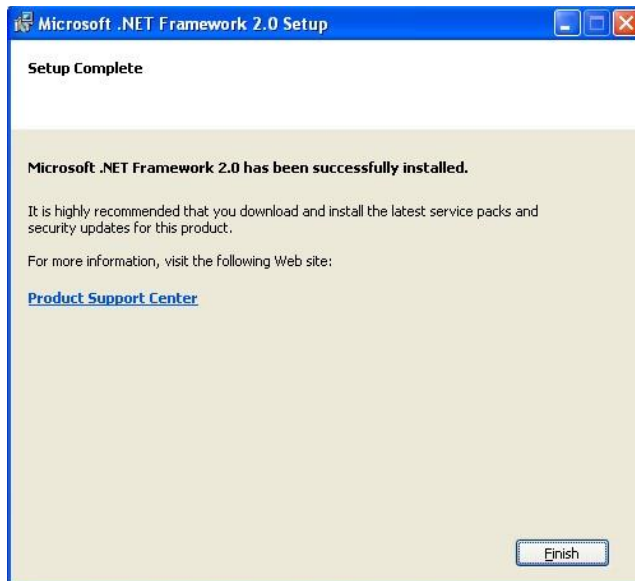 Microsoft .NET Framework 2.0 Setup
Setup Complete
Microsoft .NET Framework 2.0 has been successfully installed.
It is highly recommended that you download and install the latest service packs and
security updates for this product.
For more information, visit the following Web site:
Product Support Center
Finish